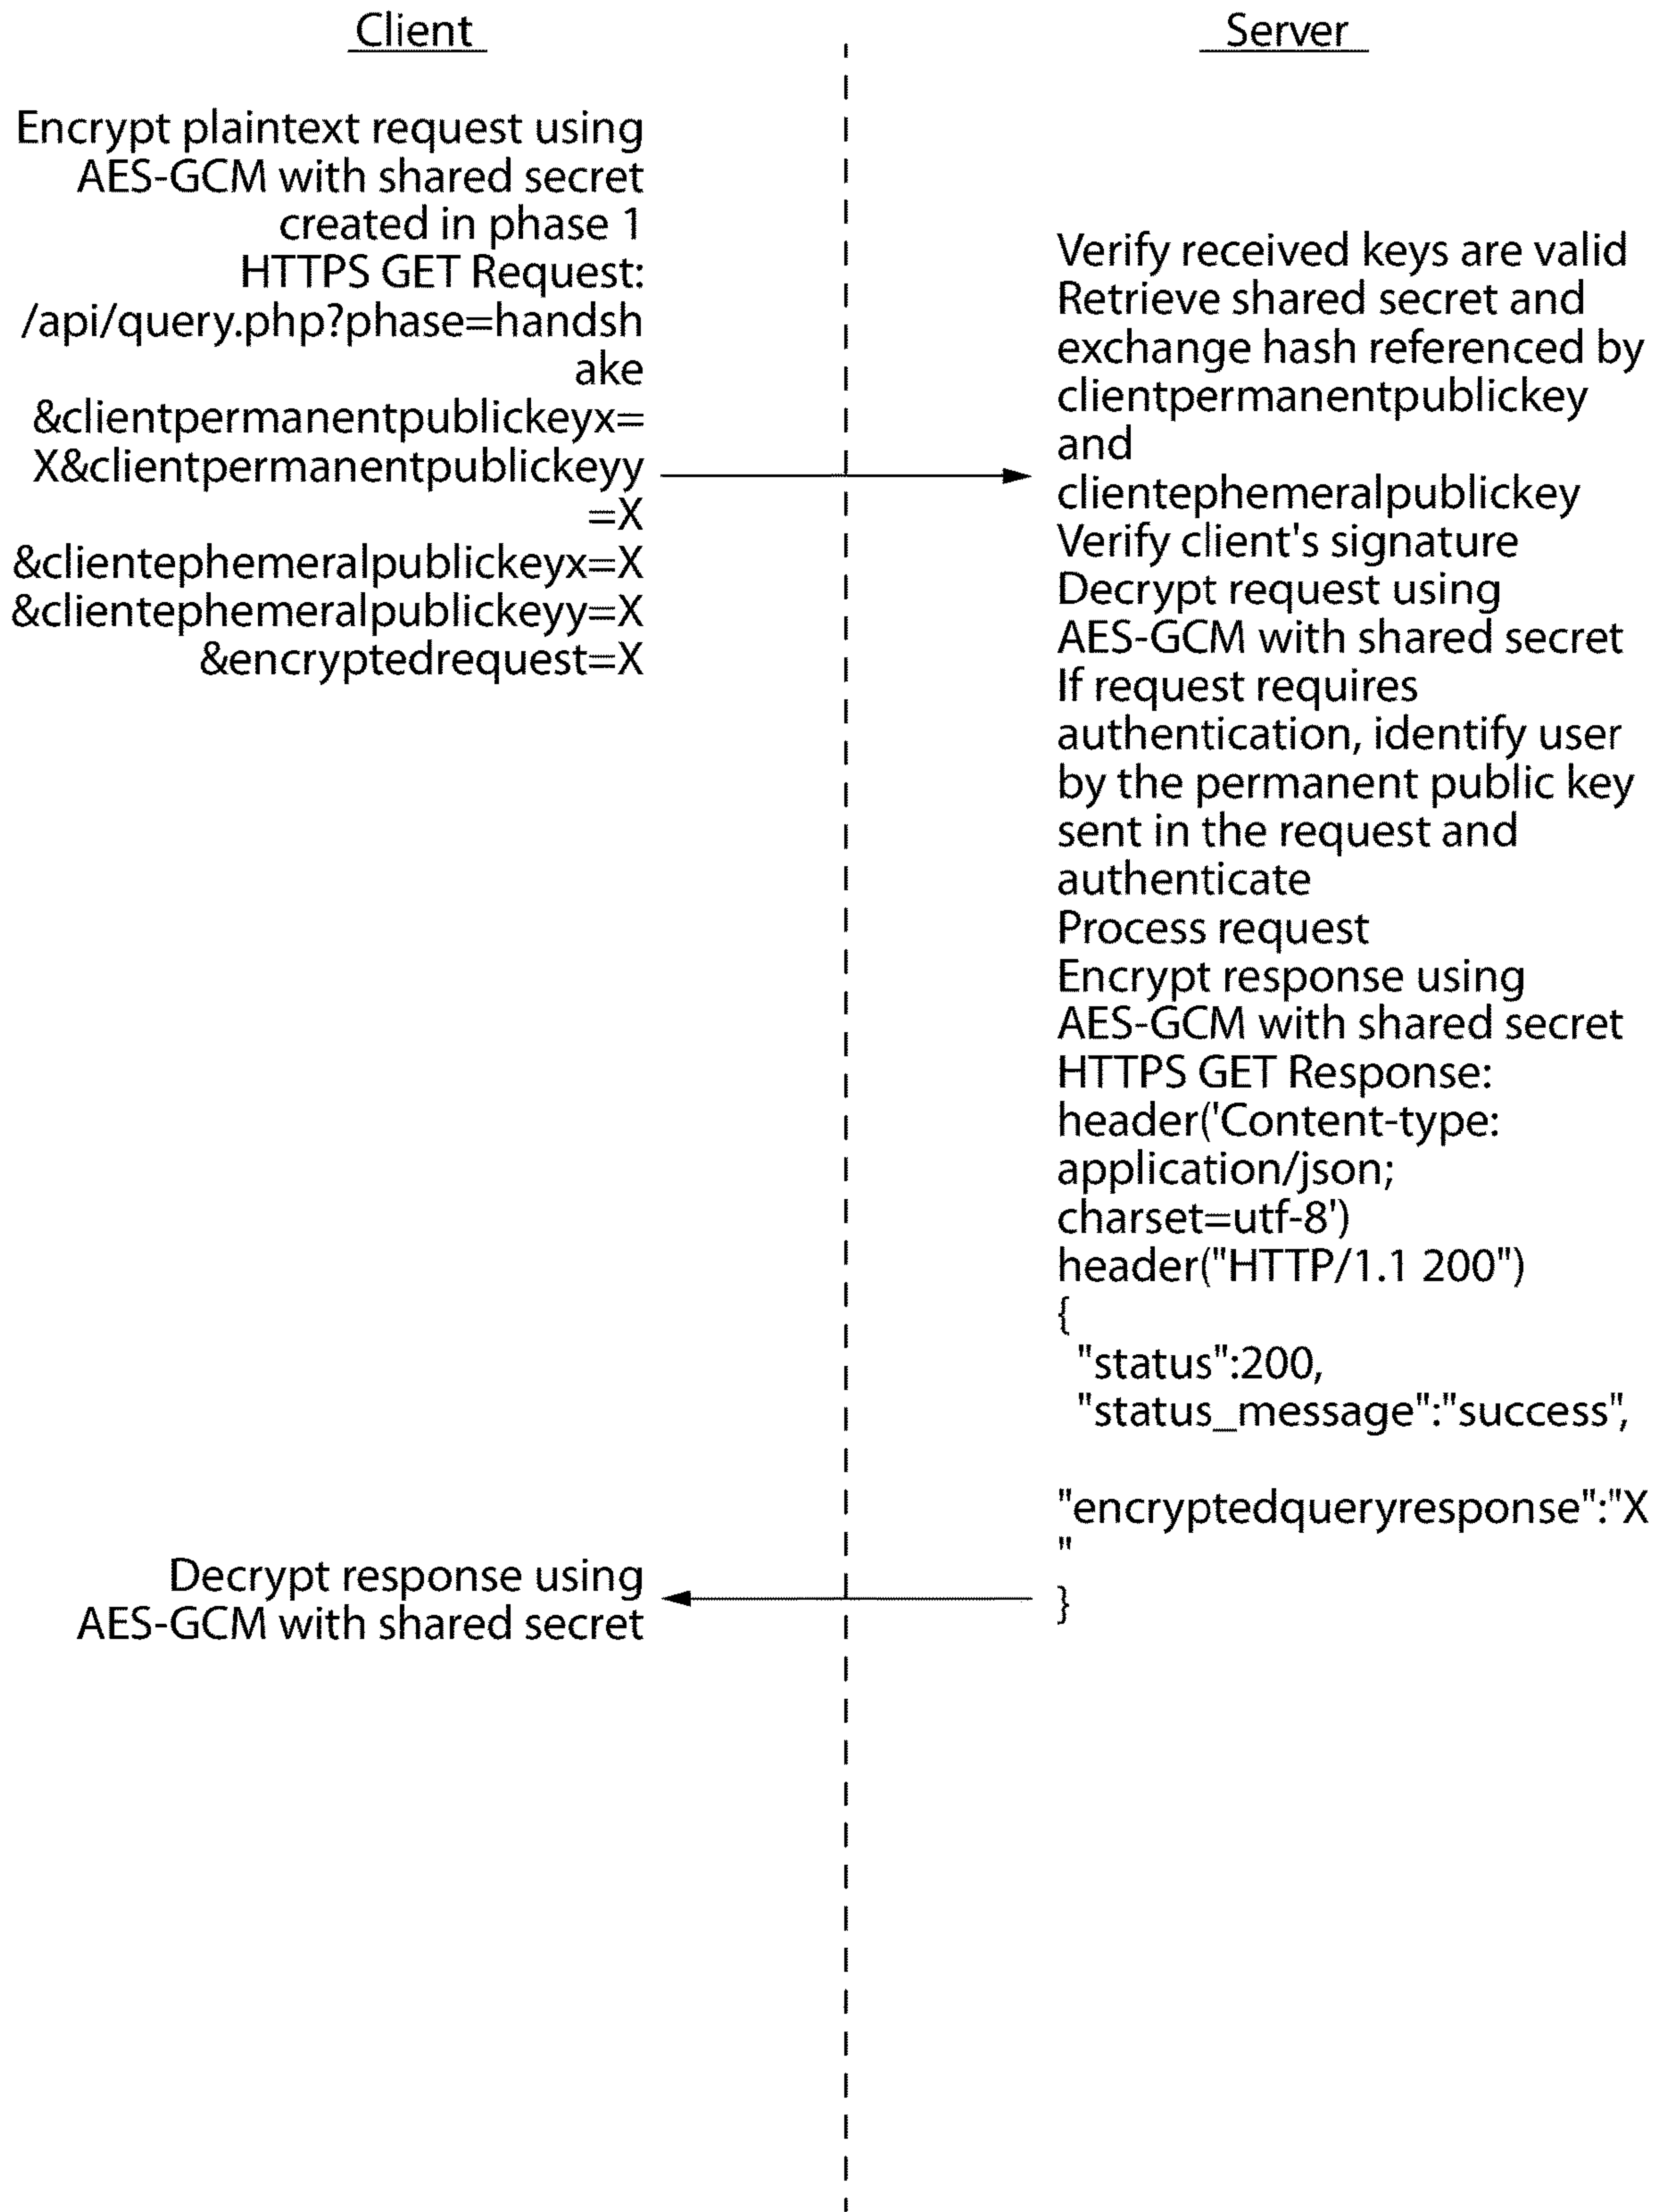 Client
Encrypt plaintext request using
AES-GCM with shared secret
created in phase 1
HTTPS GET Request:
/api/query.php?phase=handsh
ake
&clientpermanentpublickeyx=
X&clientpermanentpublickeyy
=X
&clientephemeralpublickeyx=X
&clientephemeralpublickeyy=X
&encryptedrequest=X
Server
Verify received keys are valid
Retrieve shared secret and
exchange hash referenced by
clientpermanentpublickey
and
clientephemeralpublickey
Verify client's signature
Decrypt request using
AES-GCM with shared secret
If request requires
authentication, identify user
by the permanent public key
sent in the request and
authenticate
Process request
Encrypt response using
AES-GCM with shared secret
HTTPS GET Response:
header('Content-type:
application/json;
charset=utf-8')
header("HTTP/1.1 200")
{
"status":200,
"status_message":"success",
"encryptedqueryresponse":"X
"
}
Decrypt response using
AES-GCM with shared secret